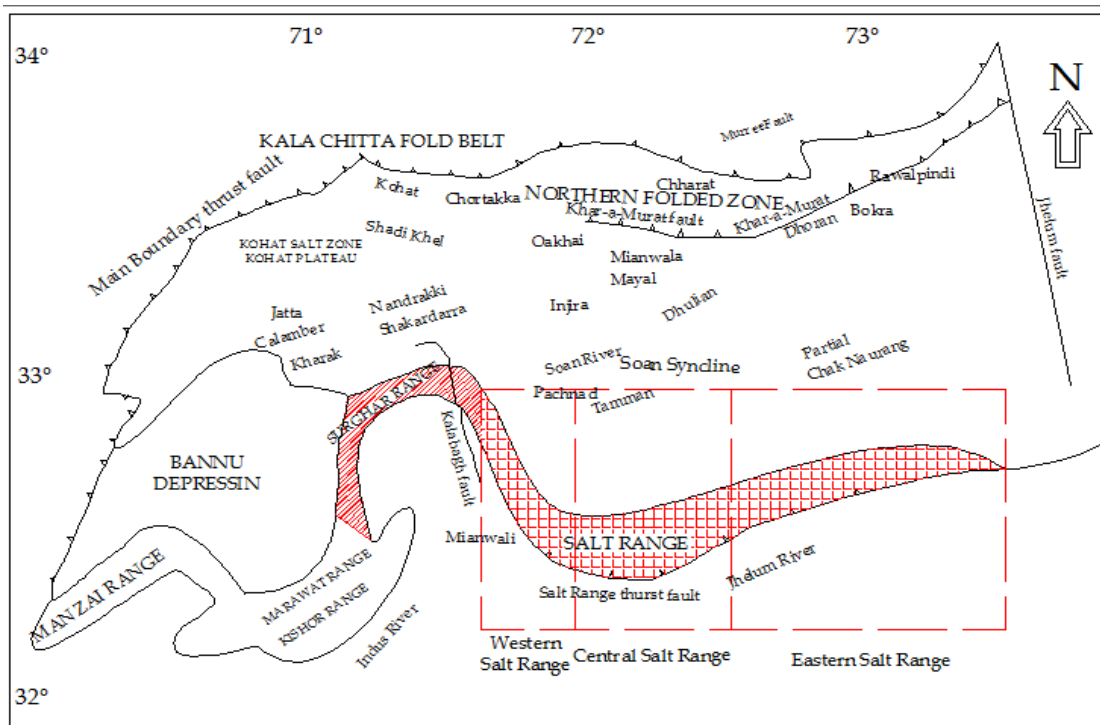 71°
72°
73°
34°
N
Murree Fault
KALA CHITTA FOLD BELT
Main Boundary thrust fault
Kohat
Chortakka
Chharat
NORTHERN FOLDED ZONE
Rawalpindi
Khar-a-Murat fault
Khar-a-Murat
Dhoran
Bokra
Jhelum fault
Shadi Khel
KOHAT SALT ZONE
KOHAT PLATEAU
Oakhai
Mianwala
Mayal
Injira
Dhulian
Nandrakki
Shakardarra
Jatta
Calamber
Kharak
33°
Soan River
Soan Syncline
Partial
Chak Naurang
Pachnad
Tamman
SURGHAR RANGE
Kalabagh fault
BANNU
DEPRESSIN
Mianwali
SALT RANGE
Jhelum River
Salt Range thurst fault
MANZAI RANGE
MARAWAT RANGE
KISHOR RANGE
Indus River
Western
Salt Range
Central Salt Range
Eastern Salt Range
32°